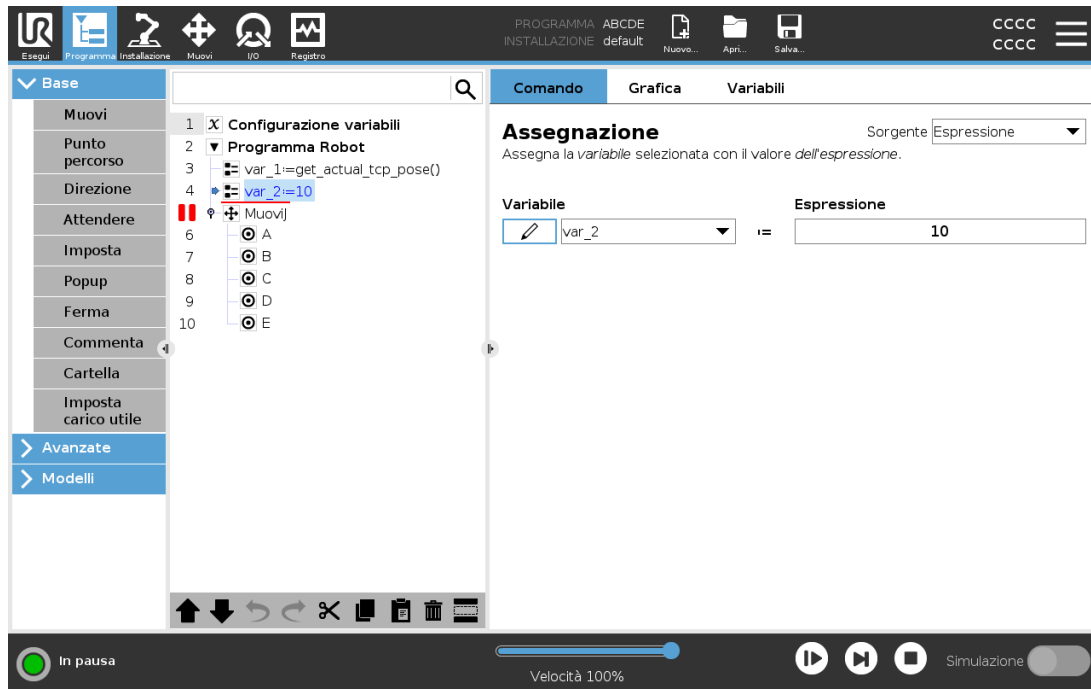 UR
Esegui
Programma
Installazione
Muovi
I/O
Registro
PROGRAMMA ABCDE
INSTALLAZIONE default
Nuovo...
Apri...
Salva...
CCCC
CCCC
Base
Muovi
Punto
percorso
Direzione
Attendere
Imposta
Popup
Ferma
Commenta
Cartella
Imposta
carico utile
Avanzate
Modelli
1 X Configurazione variabili
2 Programma Robot
3 var_1:=get_actual_tcp_pose()
4 var_2:=10
MuoviJ
6 A
7 B
8 C
9 D
10 E
Comando Grafica Variabili
Assegnazione
Sorgente Espressione
Assegna la variabile selezionata con il valore dell'espressione.
Variabile Espressione
var_2 := 10
In pausa
Velocità 100%
Simulazione